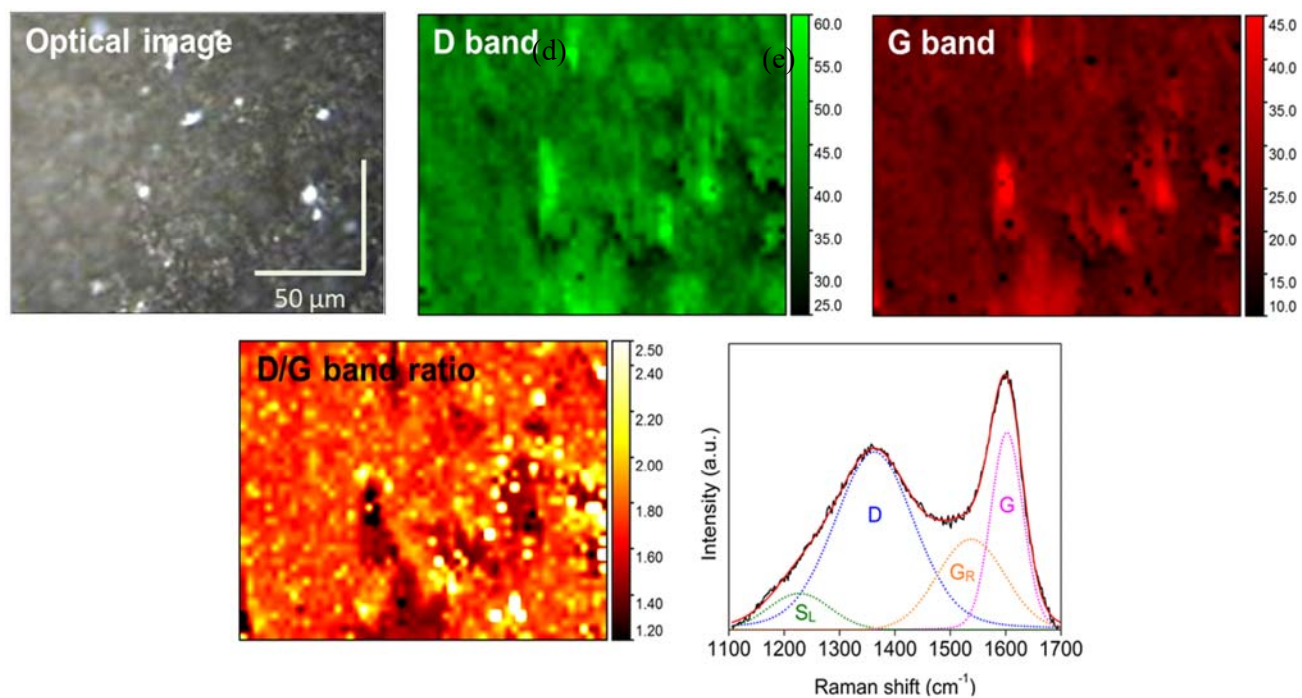 Optical image
50 µm
D band
(d)
(e)
60.0
55.0
50.0
45.0
40.0
35.0
30.0
25.0
G band
45.0
40.0
35.0
30.0
25.0
20.0
15.0
10.0
D/G band ratio
2.50
2.20
2.00
1.80
1.60
1.40
1.20
Intensity (a.u.)
D
G
GR
SL
1100 1200 1300 1400 1500 1600 1700
Raman shift (cm-1)